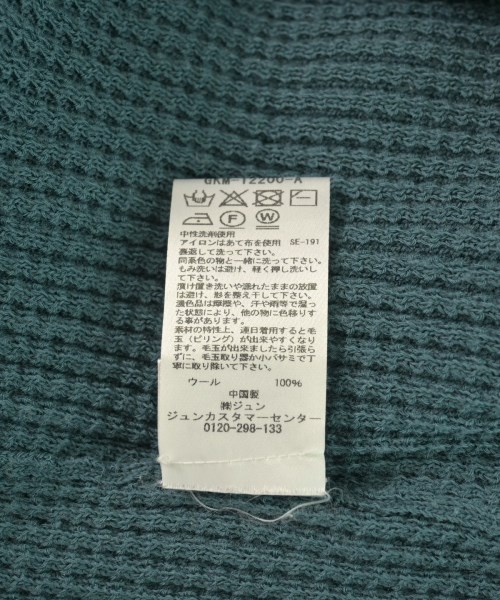 GKM-12200-A
中性洗剤使用
アイロンはあて布を使用 SE-191
裏返して洗って下さい。
同系色の物と一緒に洗って下さい。
もみ洗いは避け、軽く押し洗いし
て下さい。
漬け置き洗いや濡れたままの放置
は避け、形を整え干して下さい。
濃色品は摩擦や、汗や雨等で湿っ
た状態により、他の物に色移りす
る事があります。
素材の特性上、連日着用すると毛
玉（ピリング）が出来やすくなり
ます。毛玉が出来ましたら引張ら
ずに、毛玉取り器か小バサミで丁
寧に取り除いて下さい。
ウール 100%
中国製
㈱ジュン
ジュンカスタマーセンター
0120-298-133